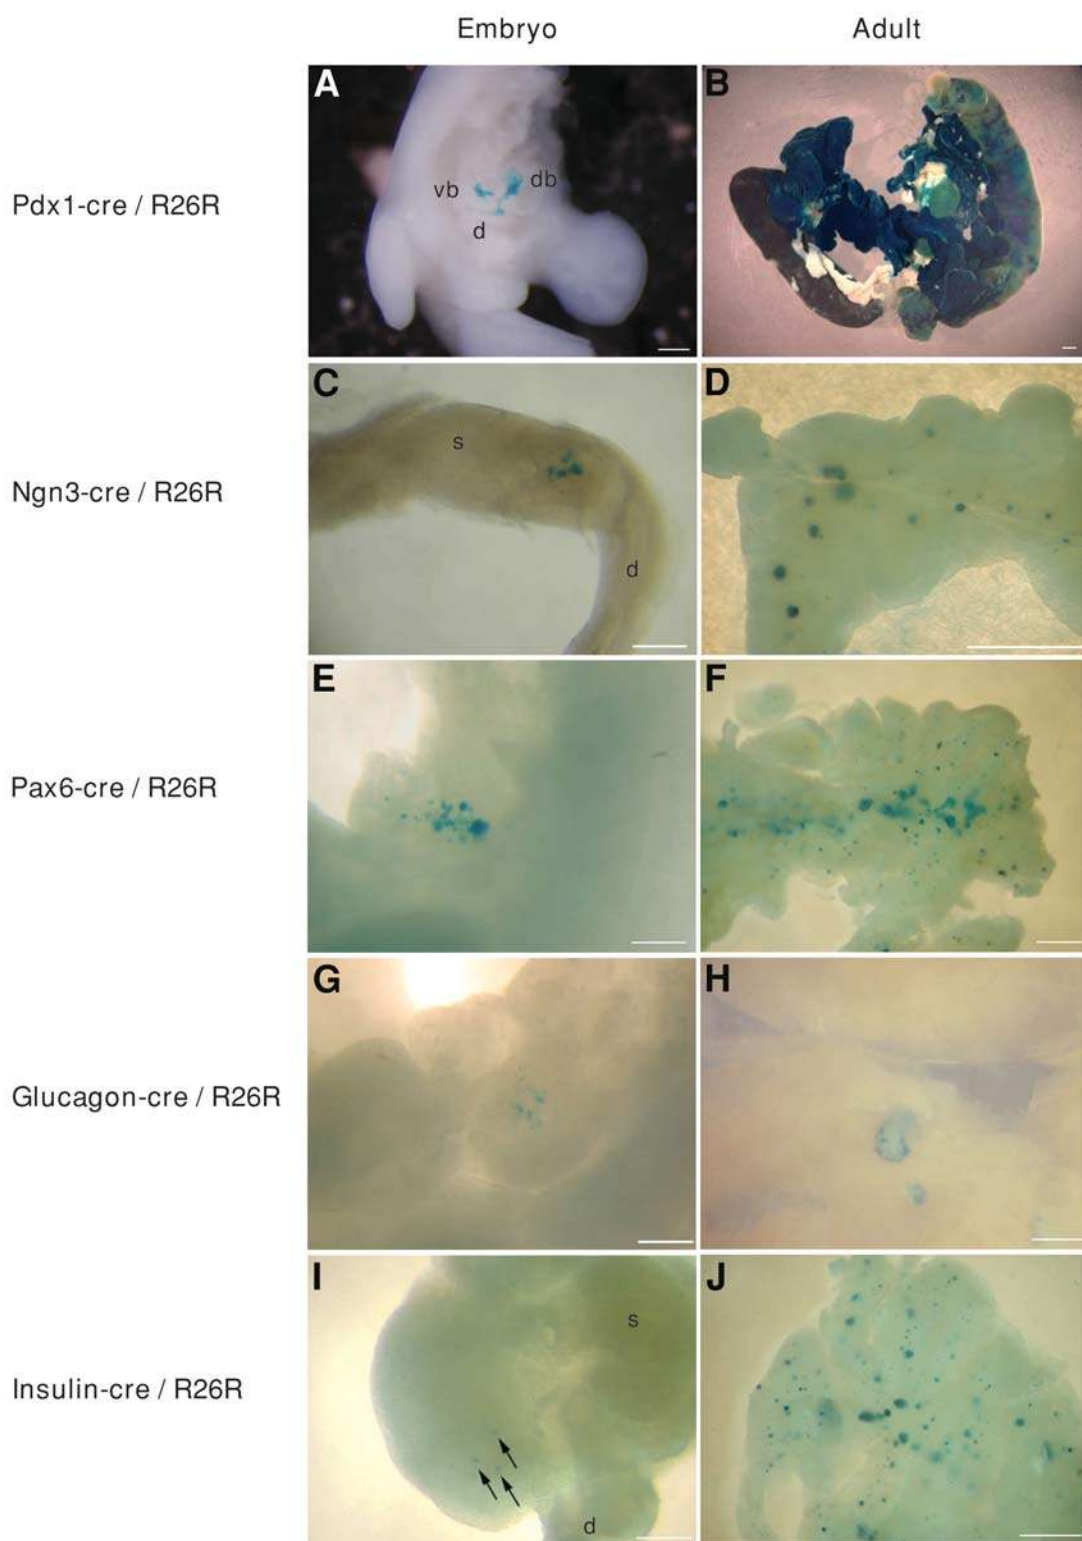 Embryo Adult
Pdx1-cre / R26R
A
vb
db
d
B
Ngn3-cre / R26R
C
s
d
D
Pax6-cre / R26R
E
F
Glucagon-cre / R26R
G
H
Insulin-cre / R26R
I
s
d
J